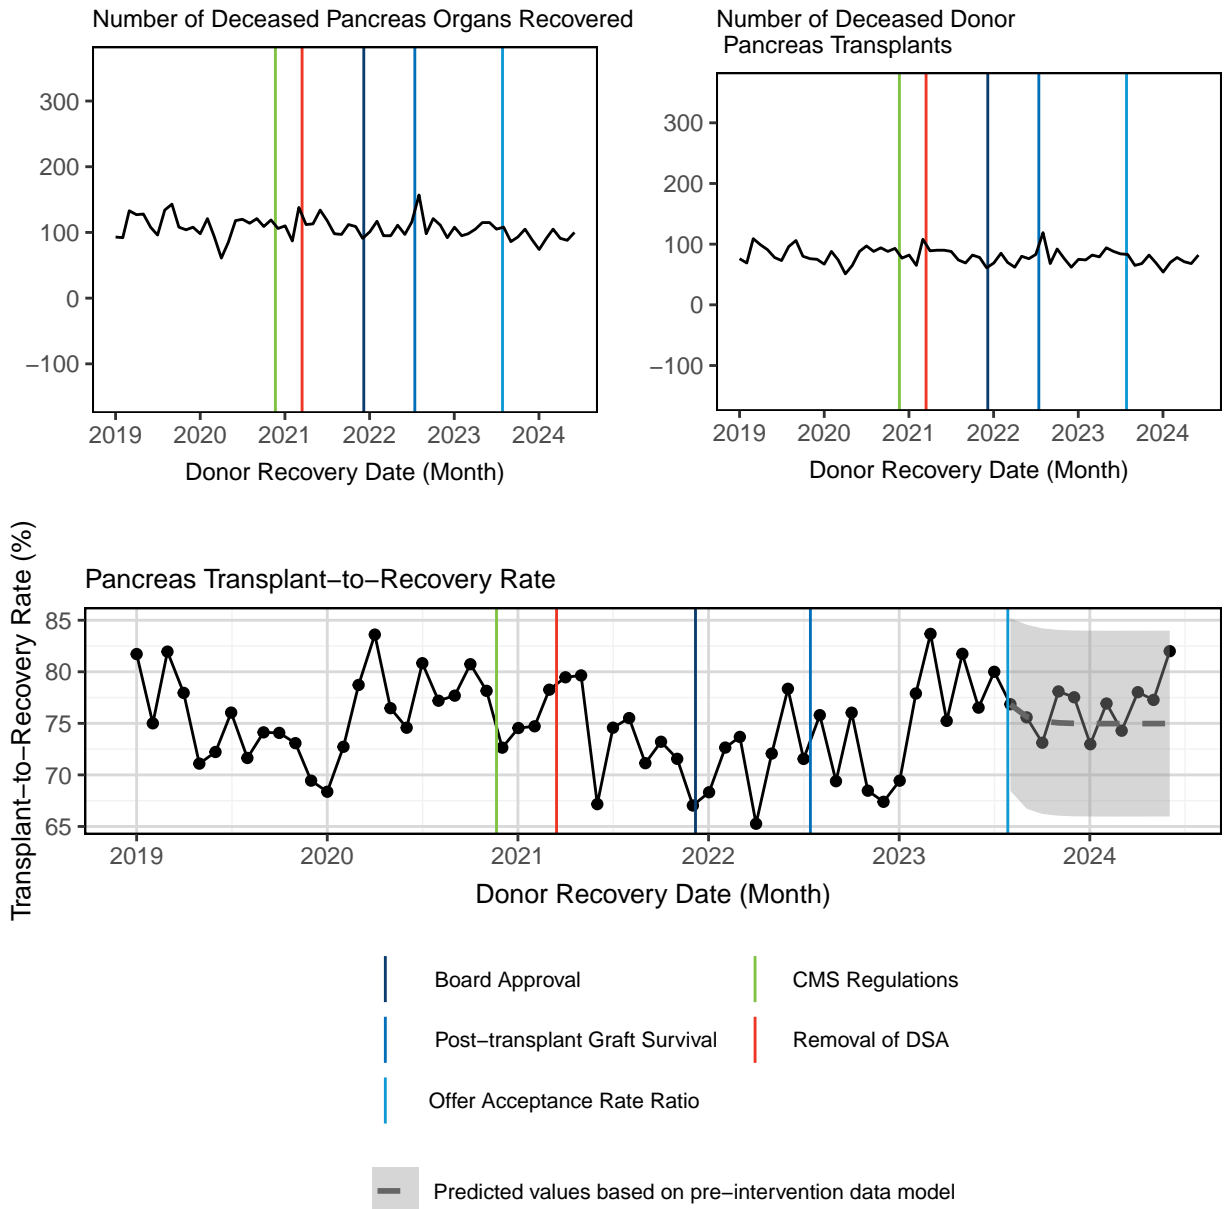 Number of Deceased Pancreas Organs Recovered
300
200
100
0
−100
2019 2020 2021 2022 2023 2024
Donor Recovery Date (Month)
Number of Deceased Donor
Pancreas Transplants
300
200
100
0
−100
2019 2020 2021 2022 2023 2024
Donor Recovery Date (Month)
Transplant−to−Recovery Rate (%)
Pancreas Transplant−to−Recovery Rate
85
80
75
70
65
2019 2020 2021 2022 2023 2024
Donor Recovery Date (Month)
Board Approval
CMS Regulations
Post−transplant Graft Survival
Removal of DSA
Offer Acceptance Rate Ratio
Predicted values based on pre−intervention data model